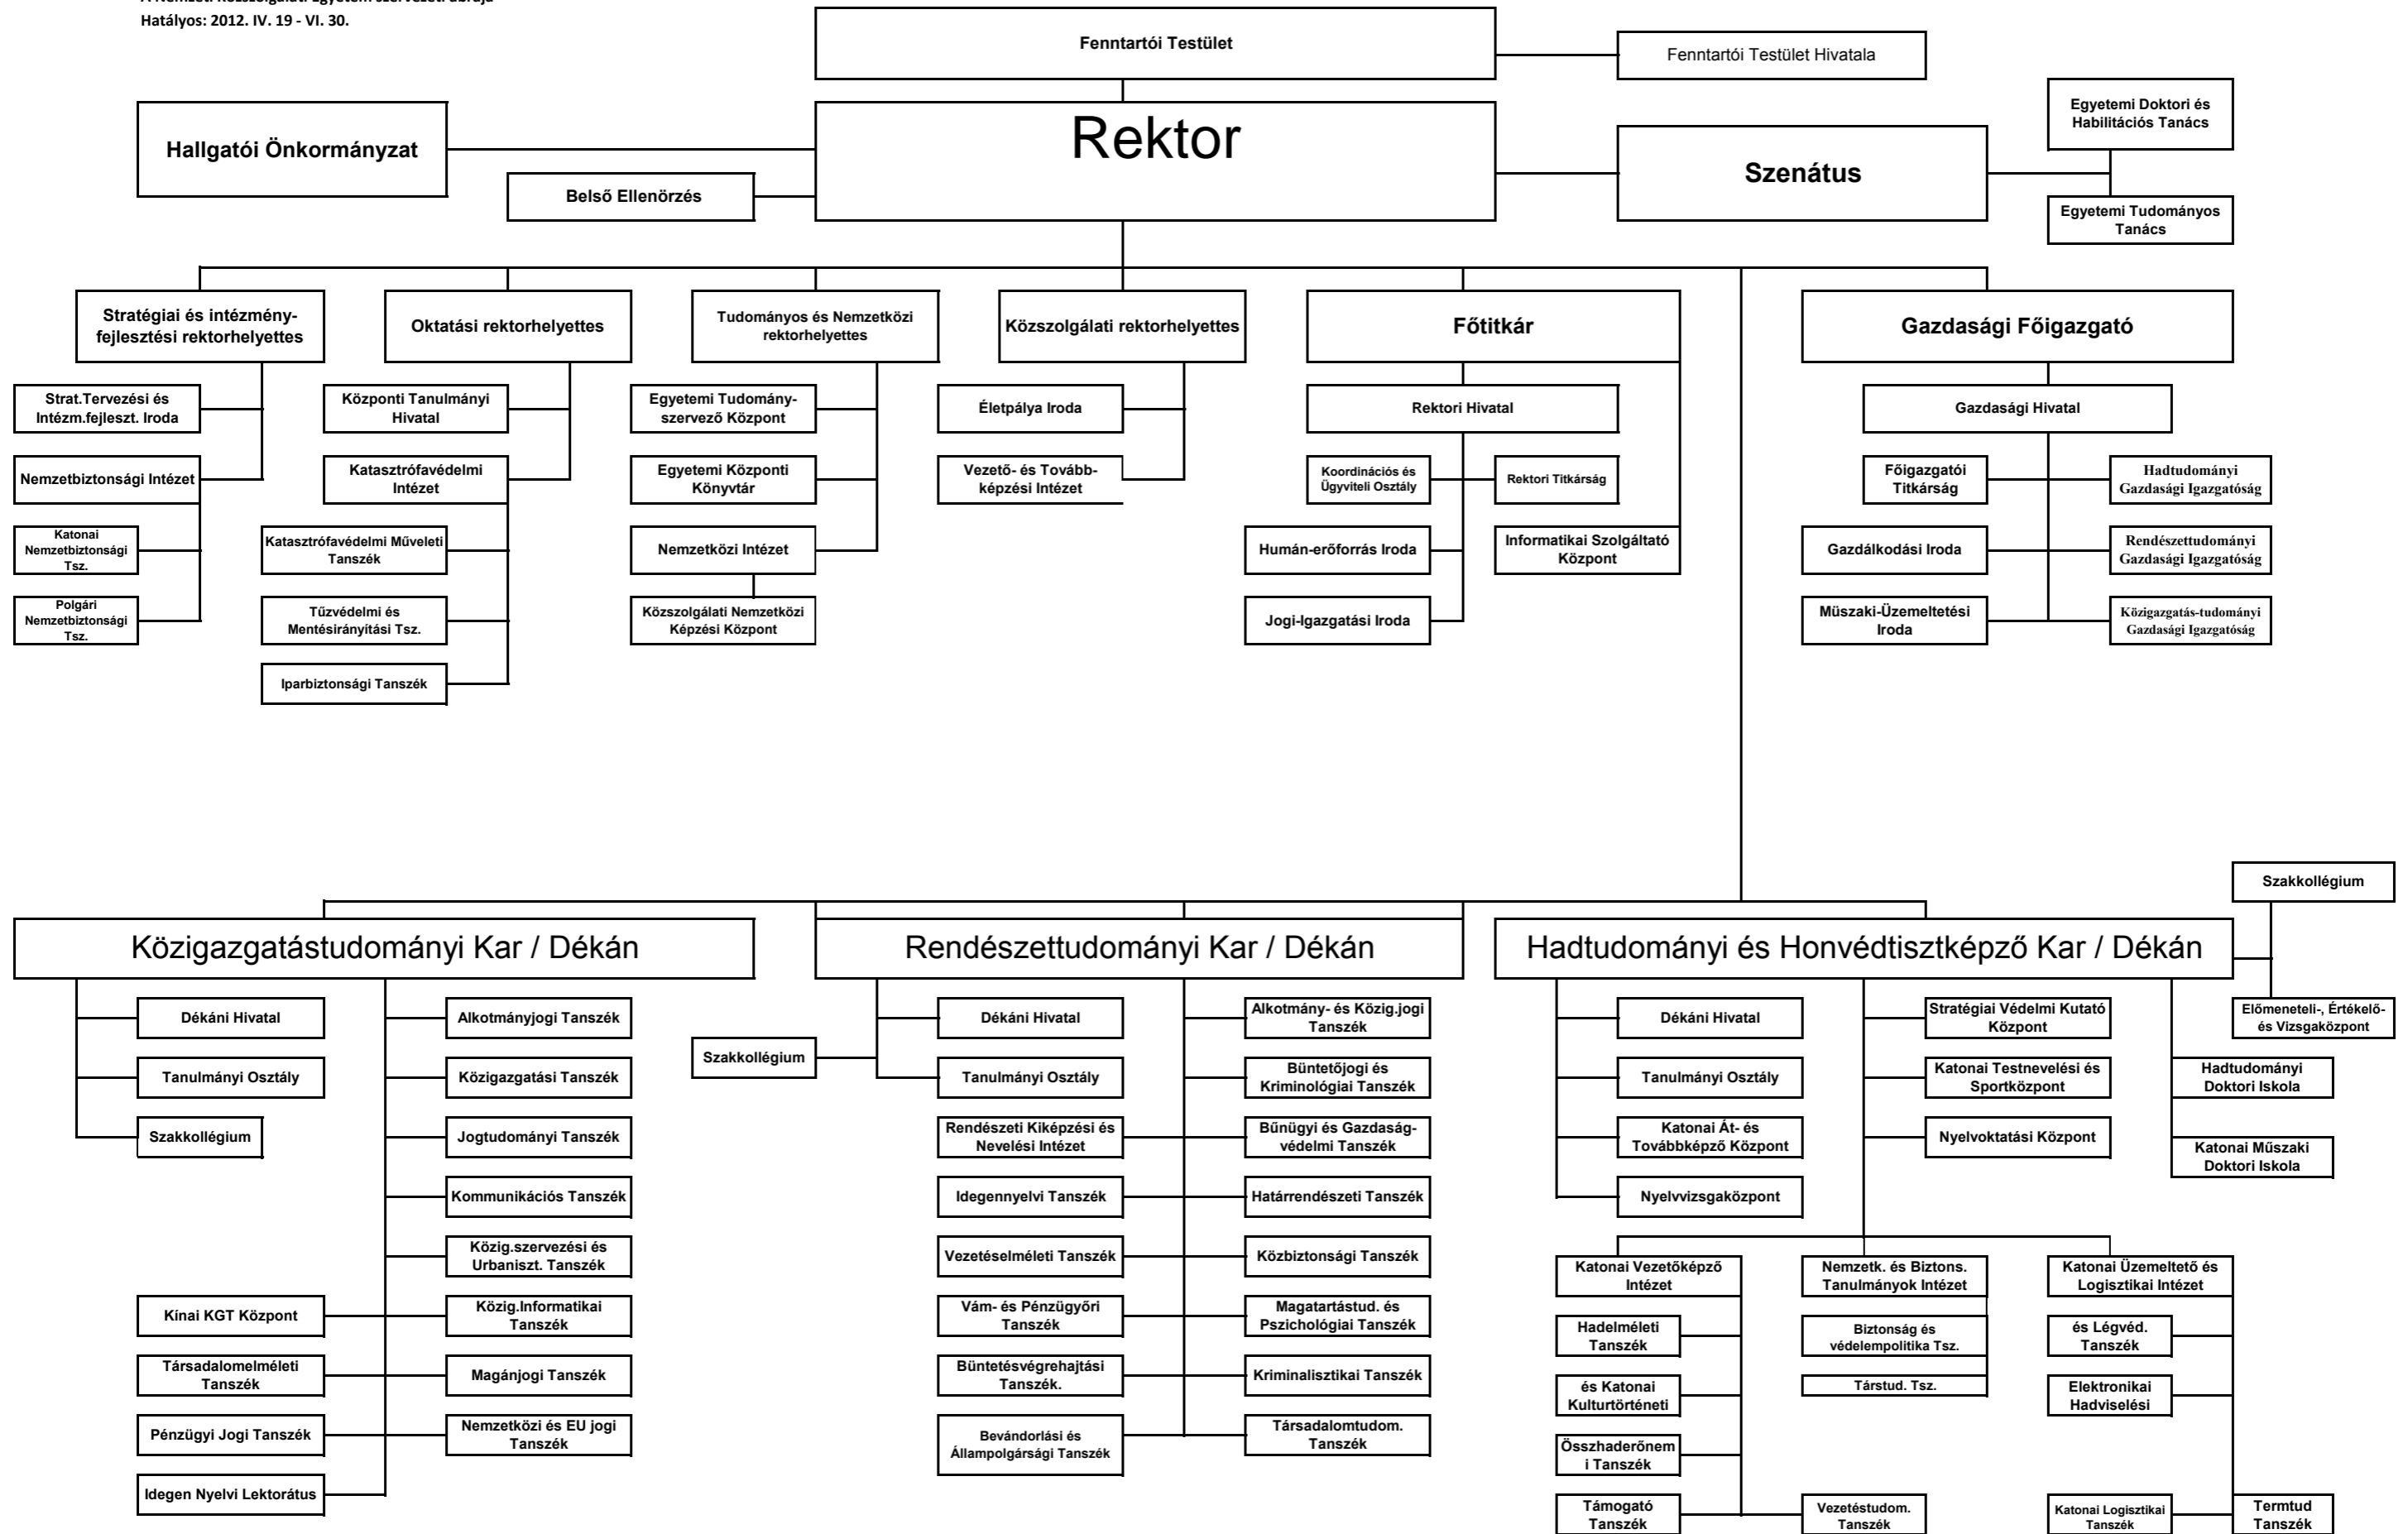 A Nemzeti Közszolgálati Egyetem szervezeti ábrája
Hatályos: 2012. IV. 19 - VI. 30.
Fenntartói Testület
Fenntartói Testület Hivatala
Hallgatói Önkormányzat
Rektor
Belső Ellenörzés
Szenátus
Egyetemi Doktori és
Habilitációs Tanács
Egyetemi Tudományos
Tanács
Stratégiai és intézmény-
fejlesztési rektorhelyettes
Oktatási rektorhelyettes
Tudományos és Nemzetközi
rektorhelyettes
Közszolgálati rektorhelyettes
Főtitkár
Gazdasági Főigazgató
Strat.Tervezési és
Intézm.fejleszt. Iroda
Nemzetbiztonsági Intézet
Katonai
Nemzetbiztonsági
Tsz.
Polgári
Nemzetbiztonsági
Tsz.
Központi Tanulmányi
Hivatal
Katasztrófavédelmi
Intézet
Katasztrófavédelmi Műveleti
Tanszék
Tűzvédelmi és
Mentésirányítási Tsz.
Iparbiztonsági Tanszék
Egyetemi Tudomány-
szervező Központ
Egyetemi Központi
Könyvtár
Nemzetközi Intézet
Közszolgálati Nemzetközi
Képzési Központ
Életpálya Iroda
Vezető- és Tovább-
képzési Intézet
Rektori Hivatal
Koordinációs és
Ügyviteli Osztály
Rektori Titkárság
Humán-erőforrás Iroda
Informatikai Szolgáltató
Központ
Jogi-Igazgatási Iroda
Gazdasági Hivatal
Főigazgatói
Titkárság
Hadtudományi
Gazdasági Igazgatóság
Gazdálkodási Iroda
Rendészettudományi
Gazdasági Igazgatóság
Müszaki-Üzemeltetési
Iroda
Közigazgatás-tudományi
Gazdasági Igazgatóság
Közigazgatástudományi Kar / Dékán
Dékáni Hivatal
Tanulmányi Osztály
Szakkollégium
Alkotmányjogi Tanszék
Közigazgatási Tanszék
Jogtudományi Tanszék
Kommunikációs Tanszék
Közig.szervezési és
Urbaniszt. Tanszék
Kínai KGT Központ
Közig.Informatikai
Tanszék
Társadalomelméleti
Tanszék
Magánjogi Tanszék
Pénzügyi Jogi Tanszék
Nemzetközi és EU jogi
Tanszék
Idegen Nyelvi Lektorátus
Rendészettudományi Kar / Dékán
Szakkollégium
Dékáni Hivatal
Tanulmányi Osztály
Alkotmány- és Közig.jogi
Tanszék
Büntetőjogi és
Kriminológiai Tanszék
Rendészeti Kiképzési és
Nevelési Intézet
Bűnügyi és Gazdaság-
védelmi Tanszék
Idegennyelvi Tanszék
Határrendészeti Tanszék
Vezetéselméleti Tanszék
Közbiztonsági Tanszék
Vám- és Pénzügyőri
Tanszék
Magatartástud. és
Pszichológiai Tanszék
Büntetésvégrehajtási
Tanszék.
Kriminalisztikai Tanszék
Bevándorlási és
Állampolgársági Tanszék
Társadalomtudom.
Tanszék
Hadtudományi és Honvédtisztképző Kar / Dékán
Szakkollégium
Előmeneteli-, Értékelő-
és Vizsgaközpont
Dékáni Hivatal
Tanulmányi Osztály
Katonai Át- és
Továbbképző Központ
Nyelvvizsgaközpont
Stratégiai Védelmi Kutató
Központ
Katonai Testnevelési és
Sportközpont
Nyelvoktatási Központ
Hadtudományi
Doktori Iskola
Katonai Műszaki
Doktori Iskola
Katonai Vezetőképző
Intézet
Hadelméleti
Tanszék
és Katonai
Kulturtörténeti
Összhaderőnem
i Tanszék
Támogató
Tanszék
Vezetéstudom.
Tanszék
Nemzetk. és Biztons.
Tanulmányok Intézet
Biztonság és
védelempolitika Tsz.
Társtud. Tsz.
Katonai Üzemeltető és
Logisztikai Intézet
és Légvéd.
Tanszék
Elektronikai
Hadviselési
Katonai Logisztikai
Tanszék
Termtud
Tanszék